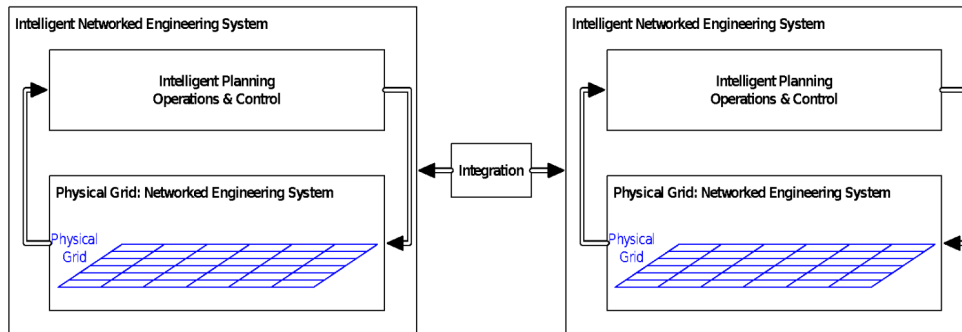 Intelligent Networked Engineering System
Intelligent Planning
Operations & Control
Physical Grid: Networked Engineering System
Physical
Grid
Integration
Intelligent Networked Engineering System
Intelligent Planning
Operations & Control
Physical Grid: Networked Engineering System
Physical
Grid